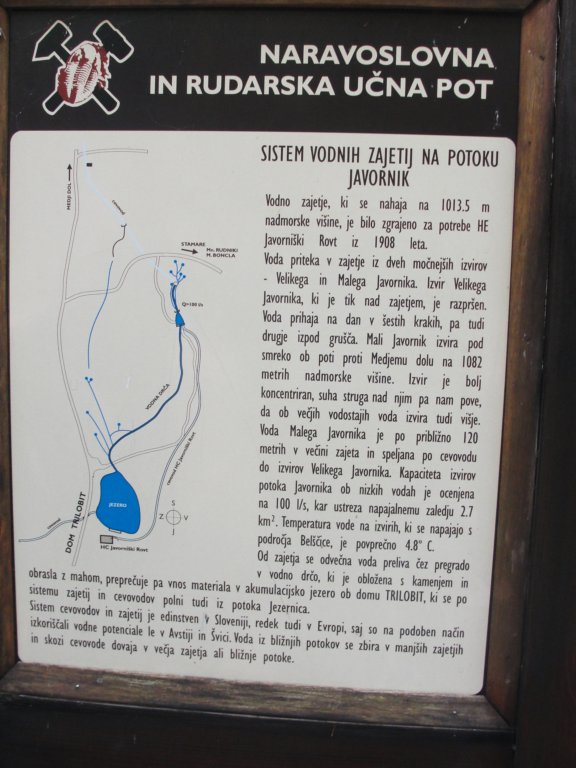 NARAVOSLOVNA
IN RUDARSKA UČNA POT
SISTEM VODNIH ZAJETIJ NA POTOKU
JAVORNIK
Vodno zajetje, ki se nahaja na 1013.5 m
nadmorske višine, je bilo zgrajeno za potrebe HE
Javorniški Rovt iz 1908 leta.
Voda priteka v zajetje iz dveh močnejših izvirov
- Velikega in Malega Javornika. Izvir Velikega
Javornika, ki je tik nad zajetjem, je razpršen.
Voda prihaja na dan v šestih krakih, pa tudi
drugje izpod grušča. Mali Javornik izvira pod
smreko ob poti proti Medjemu dolu na 1082
metrih nadmorske višine. Izvir je bolj
koncentriran, suha struga nad njim pa nam pove,
da ob večjih vodostajih voda izvira tudi višje.
Voda Malega Javornika je po približno 120
metrih v večini zajeta in speljana po cevovodu
do izvirov Velikega Javornika. Kapaciteta izvirov
potoka Javornika ob nizkih vodah je ocenjena
na 100 l/s, kar ustreza napajalnemu zaledju 2.7
km². Temperatura vode na izvirih, ki se napajajo s
področja Belščice, je povprečno 4.8° C.
Od zajetja se odvečna voda preliva čez pregrado
v vodno drčo, ki je obložena s kamenjem in
obrasla z mahom, preprečuje pa vnos materiala v akumulacijsko jezero ob domu TRILOBIT, ki se po
sistemu zajetij in cevovodov polni tudi iz potoka Jezernica.
Sistem cevovodov in zajetij je edinstven v Sloveniji, redek tudi v Evropi, saj so na podoben način
izkoriščali vodne potenciale le v Avstiji in Švici. Voda iz bližnjih potokov se zbira v manjših zajetjih
in skozi cevovode dovaja v večja zajetja ali bližnje potoke.
MEDJI DOL
cevovod
STAMARE
Mn. RUDNIKI
M. BONCLA
Q=100 l/s
VODNA DRČA
cevovod HC Javorniški Rovt
JEZERO
DOM TRILOBIT
HC Javorniški Rovt
S
Z
V
J